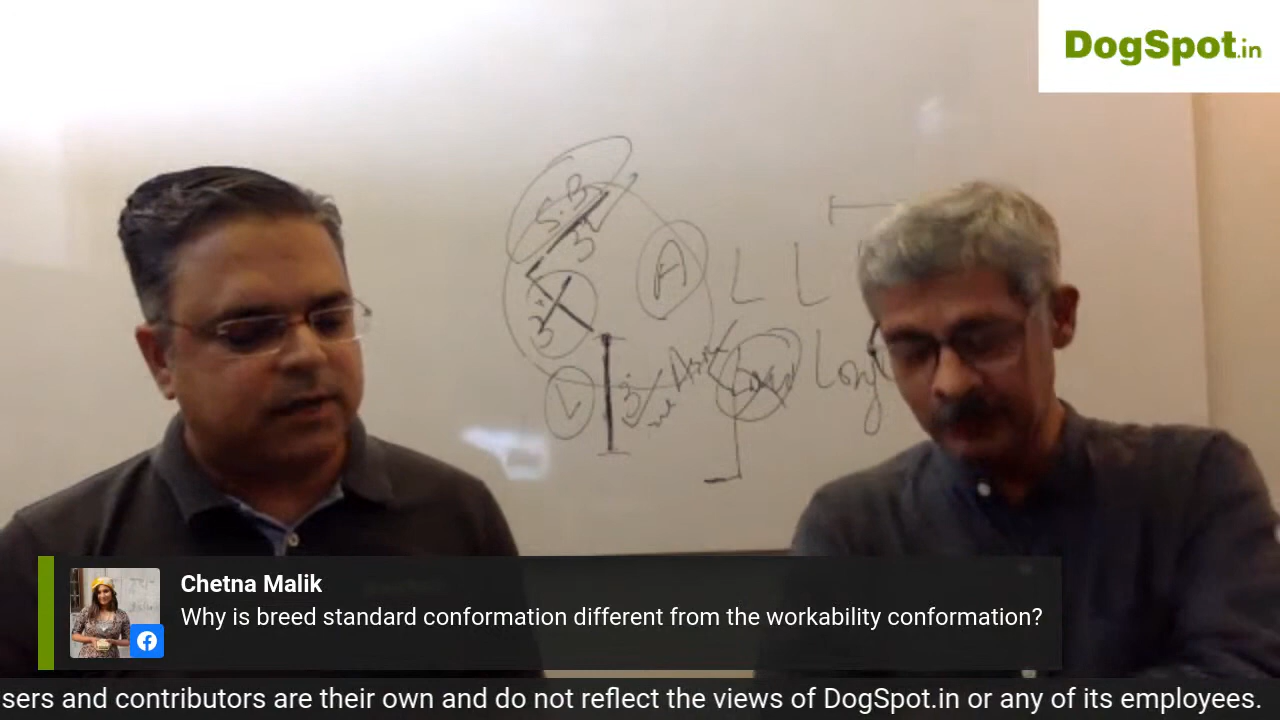 DogSpot.in
A
L L
Long
L
Chetna Malik
Why is breed standard conformation different from the workability conformation?
sers and contributors are their own and do not reflect the views of DogSpot.in or any of its employees.